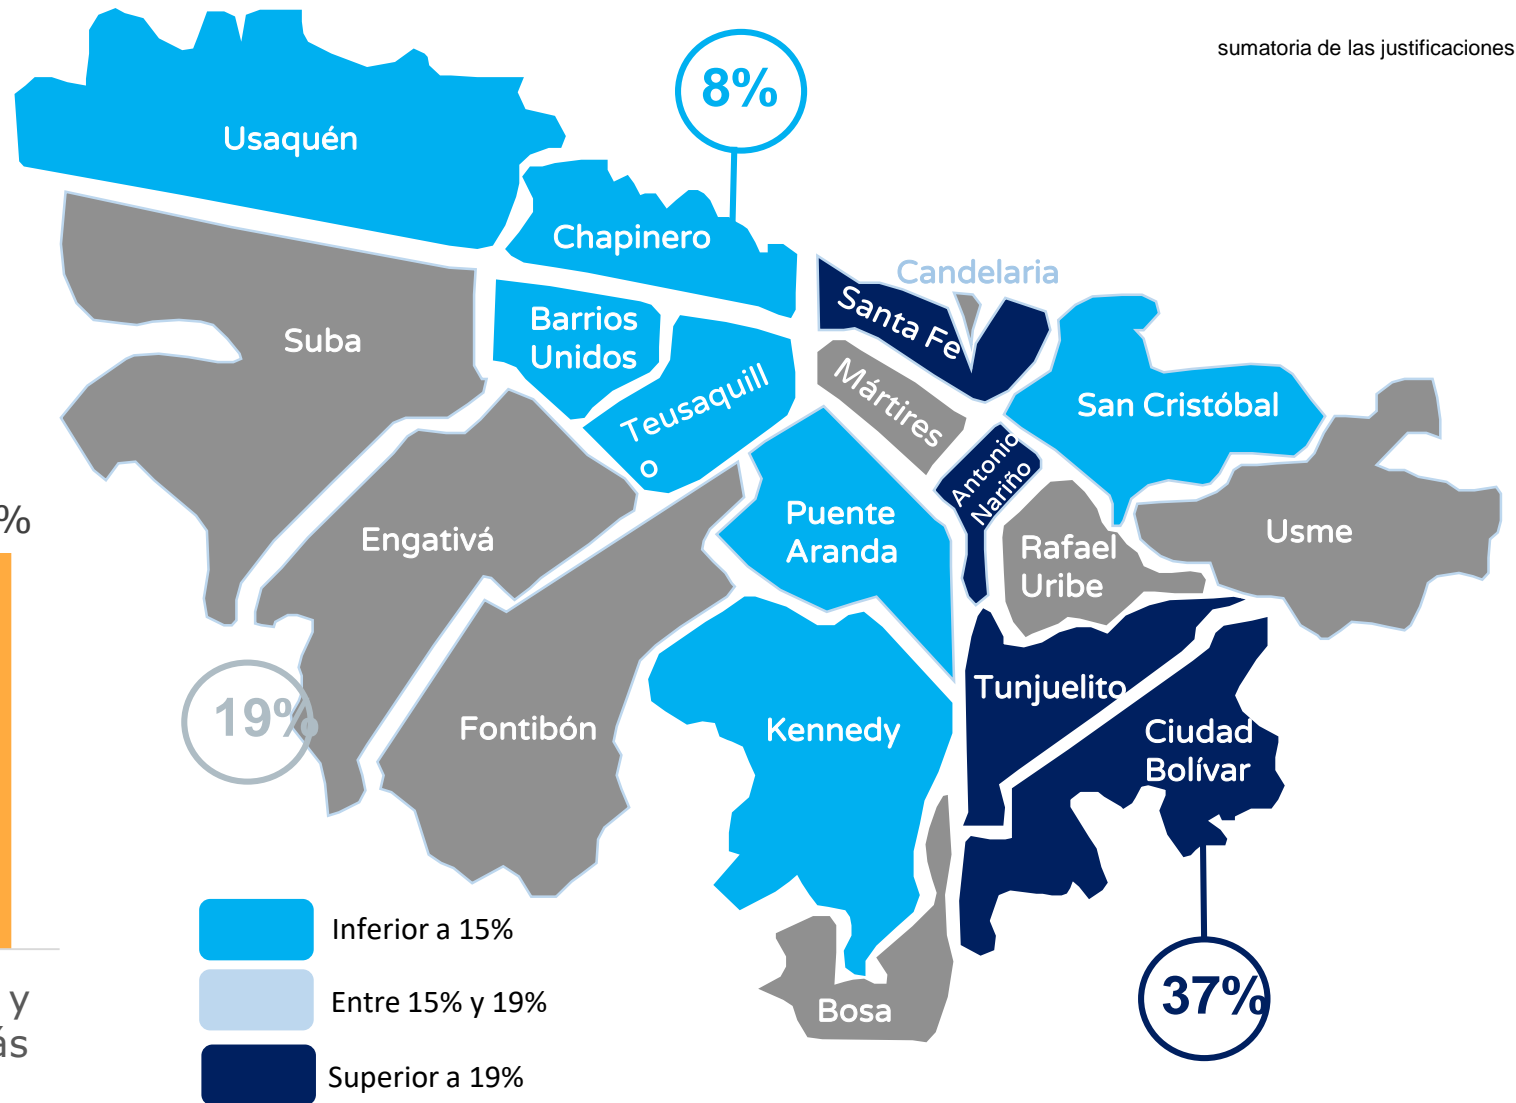 sumatoria de las justificaciones
8%
Usaquén
Chapinero
Candelaria
Santa Fe
Barrios
Unidos
Suba
Teusaquill
o
Mártires
San Cristóbal
Antonio
Nariño
Puente
Aranda
Usme
Engativá
Rafael
Uribe
%
Tunjuelito
19%
Fontibón
Kennedy
Ciudad
Bolívar
Inferior a 15%
Entre 15% y 19%
Superior a 19%
37%
Bosa
y
ás